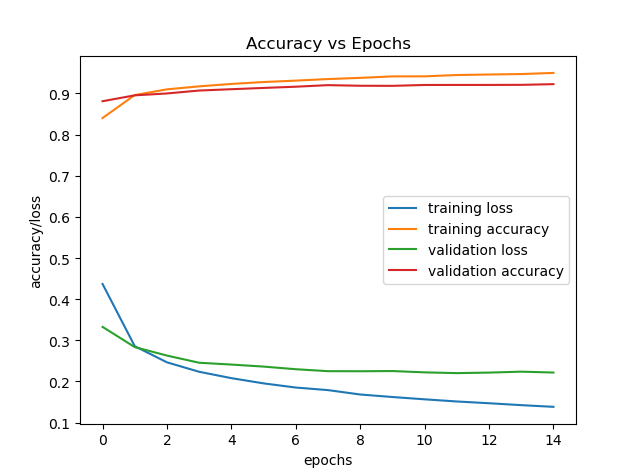 Accuracy vs Epochs
accuracy/loss
0.9
0.8
0.7
0.6
0.5
0.4
0.3
0.2
0.1
training loss
training accuracy
validation loss
validation accuracy
0 2 4 6 8 10 12 14
epochs